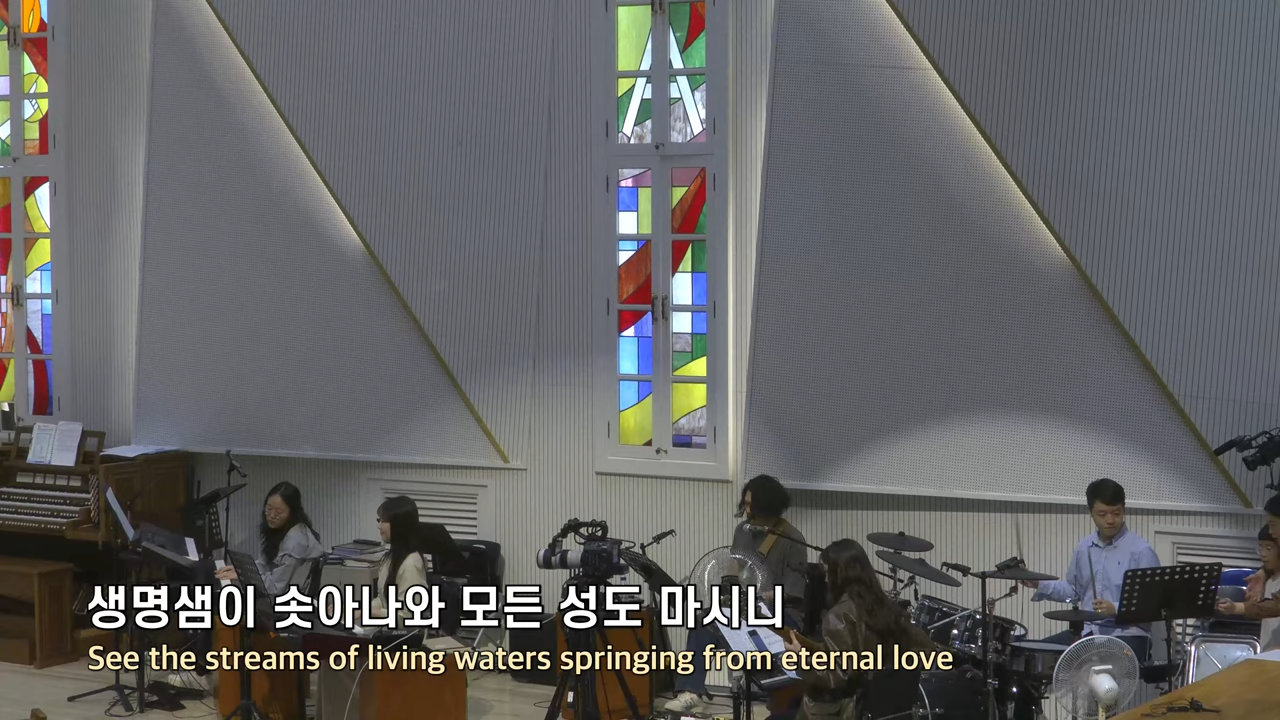 A
생명샘이 솟아나와 모든 성도 마시니
See the streams of living waters springing from eternal love